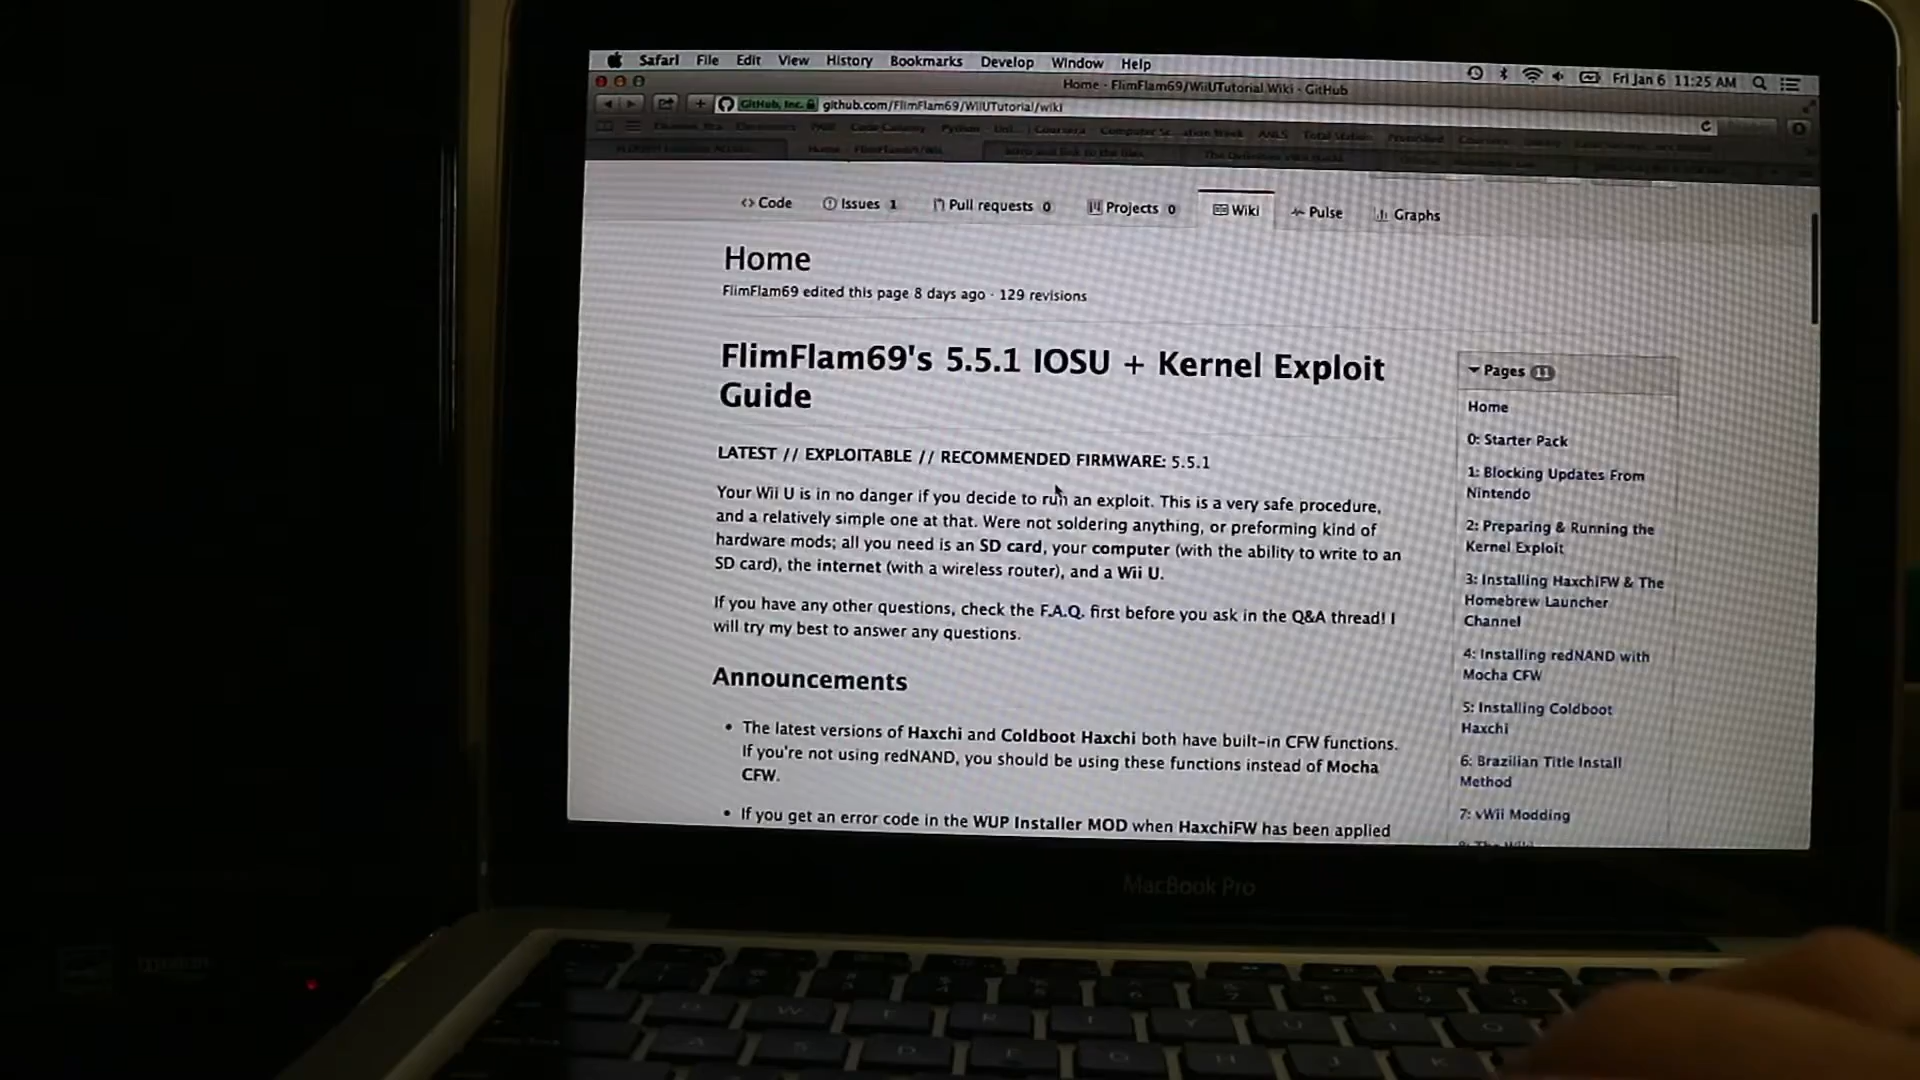 Safari File Edit View History Bookmarks Develop Window Help Fri Jan 6 11:25 AM
Home - FlimFlam69/WiiUTutorial Wiki - GitHub
GitHub, Inc. github.com/FlimFlam69/WiiUTutorial/wiki
Code Issues 1 Pull requests 0 Projects 0 Wiki Pulse Graphs
Home
FlimFlam69 edited this page 8 days ago · 129 revisions
FlimFlam69's 5.5.1 IOSU + Kernel Exploit
Guide
LATEST // EXPLOITABLE // RECOMMENDED FIRMWARE: 5.5.1
Your Wii U is in no danger if you decide to run an exploit. This is a very safe procedure,
and a relatively simple one at that. Were not soldering anything, or preforming kind of
hardware mods; all you need is an SD card, your computer (with the ability to write to an
SD card), the internet (with a wireless router), and a Wii U.
If you have any other questions, check the F.A.Q. first before you ask in the Q&A thread! I
will try my best to answer any questions.
Announcements
• The latest versions of Haxchi and Coldboot Haxchi both have built-in CFW functions.
If you're not using redNAND, you should be using these functions instead of Mocha
CFW.
• If you get an error code in the WUP Installer MOD when HaxchiFW has been applied
Pages 11
Home
0: Starter Pack
1: Blocking Updates From
Nintendo
2: Preparing & Running the
Kernel Exploit
3: Installing HaxchiFW & The
Homebrew Launcher
Channel
4: Installing redNAND with
Mocha CFW
5: Installing Coldboot
Haxchi
6: Brazilian Title Install
Method
7: vWii Modding
MacBook Pro